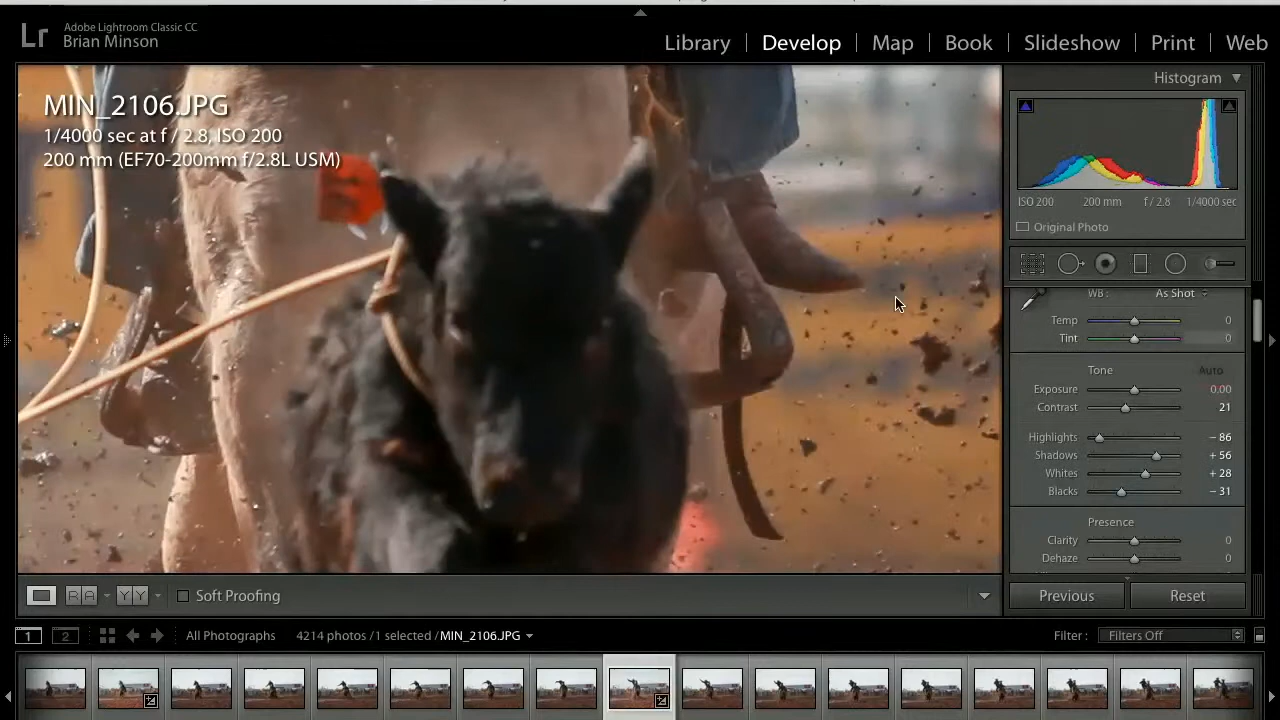 Adobe Lightroom Classic CC
Lr
Brian Minson
Library | Develop | Map | Book | Slideshow | Print | Web
MIN_2106.JPG
1/4000 sec at f / 2.8, ISO 200
200 mm (EF70-200mm f/2.8L USM)
Histogram
ISO 200 200 mm f / 2.8 1/4000 sec
Original Photo
WB : As Shot
Temp 0
Tint 0
Tone Auto
Exposure 0.00
Contrast 21
Highlights – 86
Shadows + 56
Whites + 28
Blacks – 31
Presence
Clarity 0
Dehaze 0
R A Y Y Soft Proofing
Previous Reset
1 2 All Photographs 4214 photos / 1 selected / MIN_2106.JPG Filter : Filters Off